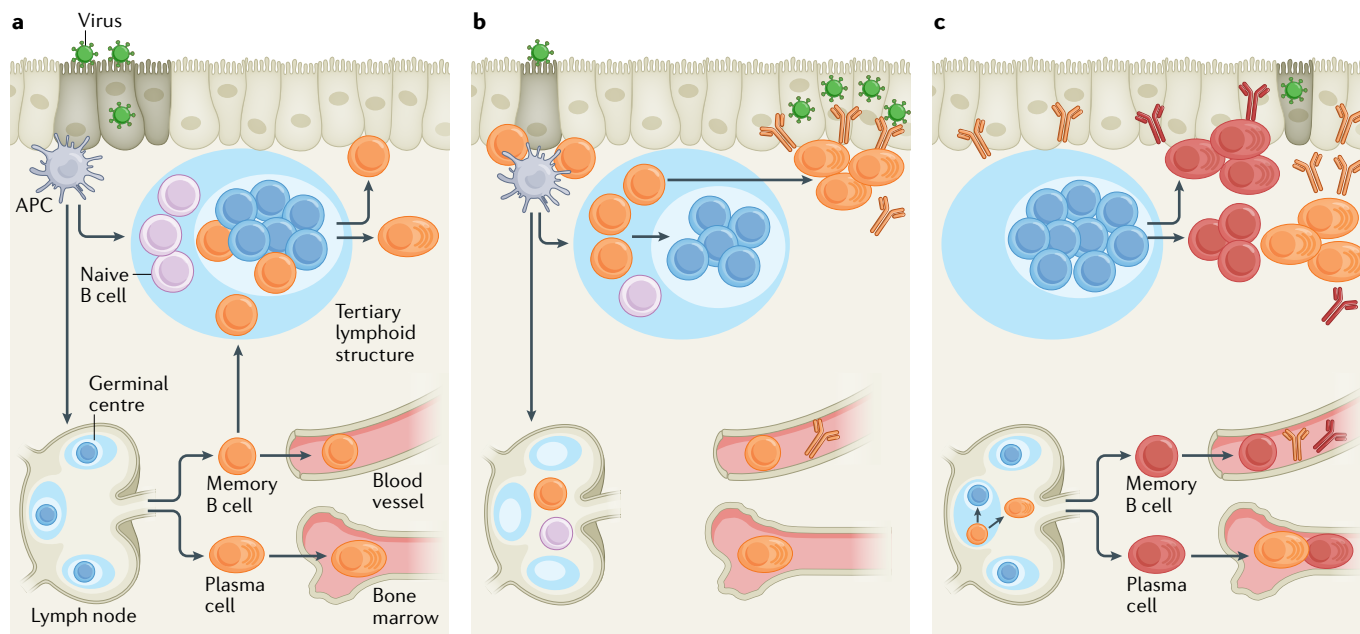 a
Virus
APC
Naive
B cell
Tertiary
lymphoid
structure
Germinal
centre
Memory
B cell
Blood
vessel
Plasma
cell
Bone
marrow
Lymph node
b
c
Memory
B cell
Plasma
cell